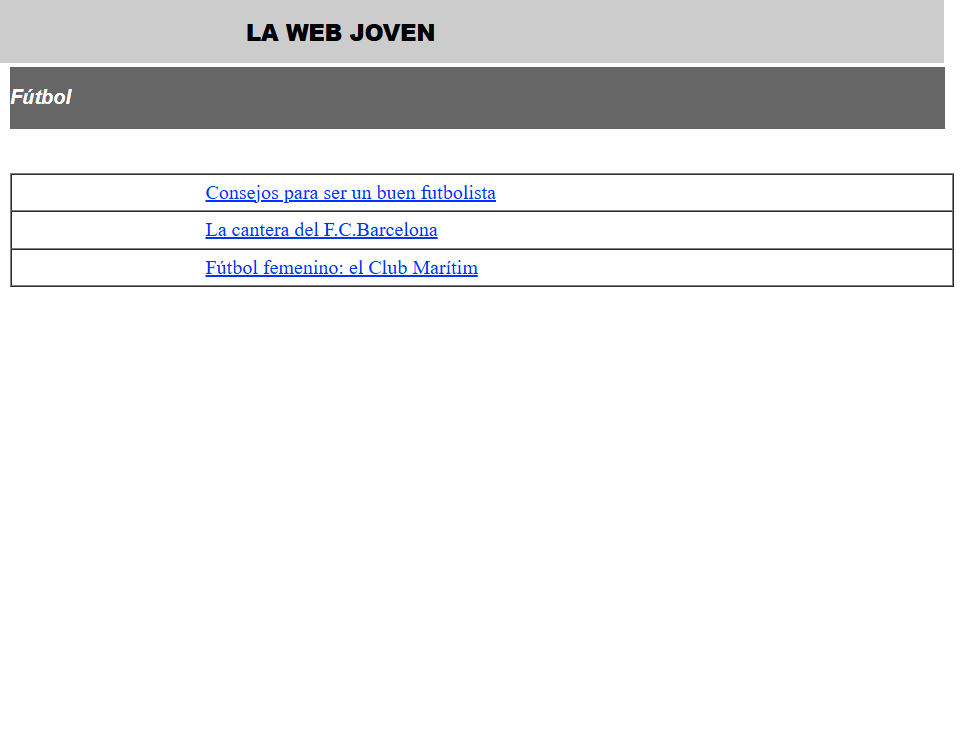 LA WEB JOVEN
Fútbol
Consejos para ser un buen futbolista
La cantera del F.C.Barcelona
Fútbol femenino: el Club Marítim